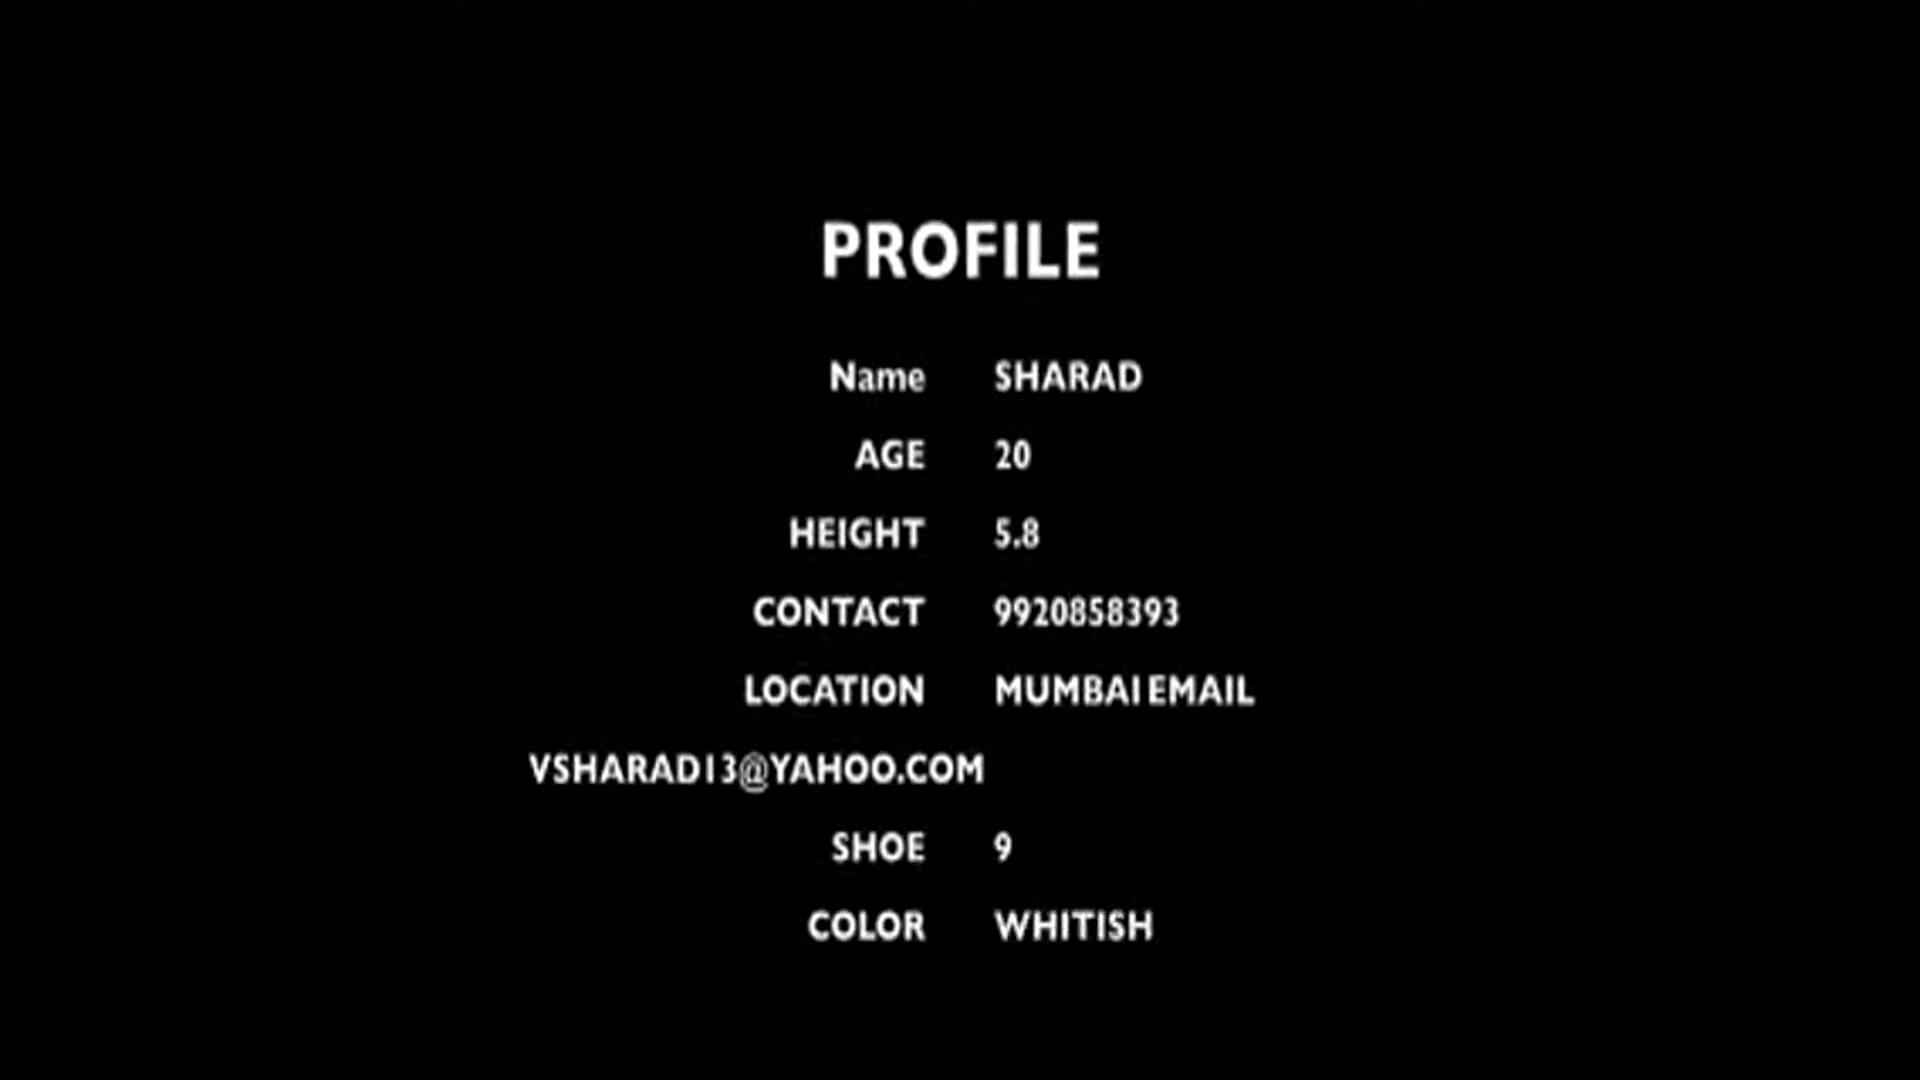 PROFILE
Name SHARAD
AGE 20
HEIGHT 5.8
CONTACT 9920858393
LOCATION MUMBAI EMAIL
VSHARAD13@YAHOO.COM
SHOE 9
COLOR WHITISH